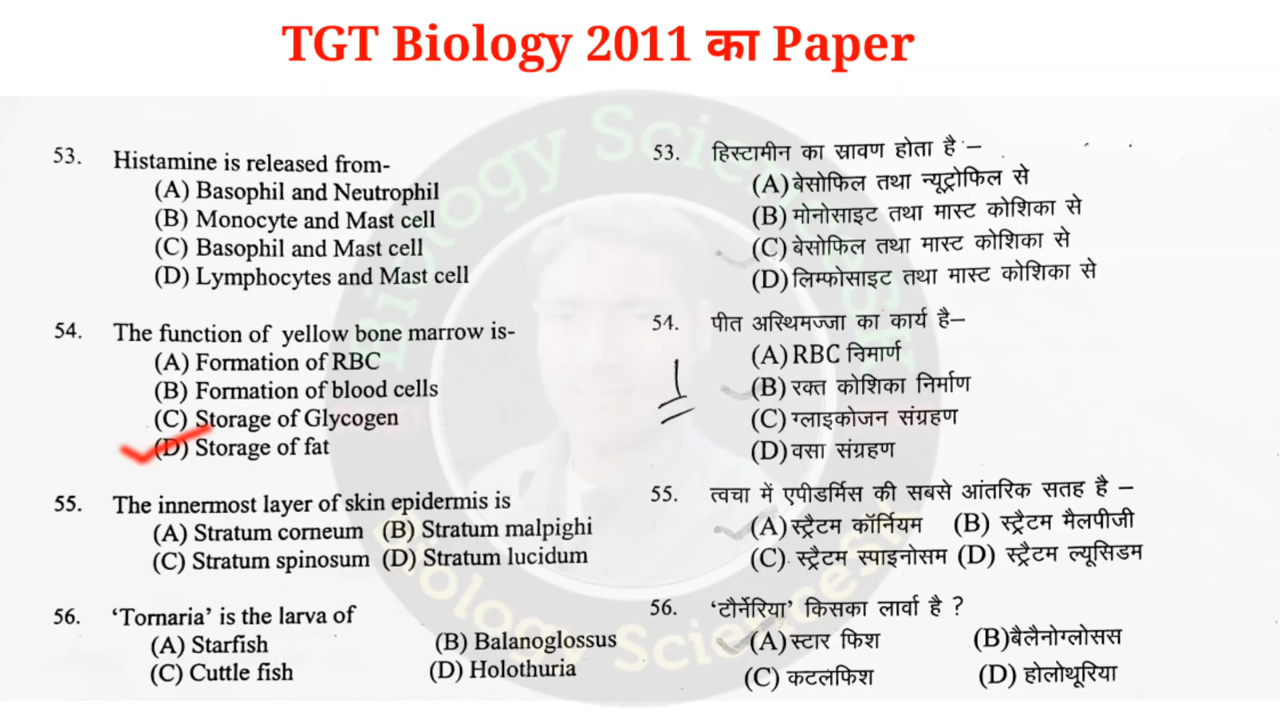 TGT Biology 2011 का Paper
53. Histamine is released from-
(A) Basophil and Neutrophil
(B) Monocyte and Mast cell
(C) Basophil and Mast cell
(D) Lymphocytes and Mast cell
54. The function of yellow bone marrow is-
(A) Formation of RBC
(B) Formation of blood cells
(C) Storage of Glycogen
(D) Storage of fat
55. The innermost layer of skin epidermis is
(A) Stratum corneum (B) Stratum malpighi
(C) Stratum spinosum (D) Stratum lucidum
56. ‘Tornaria’ is the larva of
(A) Starfish (B) Balanoglossus
(C) Cuttle fish (D) Holothuria
53. हिस्टामीन का स्रावण होता है –
(A) बेसोफिल तथा न्यूट्रोफिल से
(B) मोनोसाइट तथा मास्ट कोशिका से
(C) बेसोफिल तथा मास्ट कोशिका से
(D) लिम्फोसाइट तथा मास्ट कोशिका से
54. पीत अस्थिमज्जा का कार्य है–
(A) RBC निमार्ण
(B) रक्त कोशिका निर्माण
(C) ग्लाइकोजन संग्रहण
(D) वसा संग्रहण
55. त्वचा में एपीडर्मिस की सबसे आंतरिक सतह है –
(A) स्ट्रैटम कॉर्नियम (B) स्ट्रैटम मैलपीजी
(C) स्ट्रैटम स्पाइनोसम (D) स्ट्रैटम ल्यूसिडम
56. ‘टौर्नेरिया’ किसका लार्वा है ?
(A) स्टार फिश (B) बैलैनोग्लोसस
(C) कटलफिश (D) होलोथूरिया